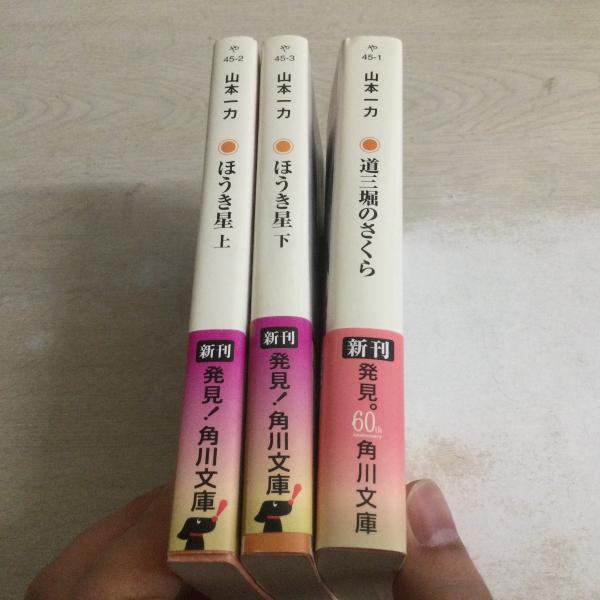 や
45-2
山本一力
ほうき星 上
新刊
発見!角川文庫
や
45-3
山本一力
ほうき星 下
新刊
発見!角川文庫
や
45-1
山本一力
道三堀のさくら
新刊
発見。
60th
Anniversary
角川文庫